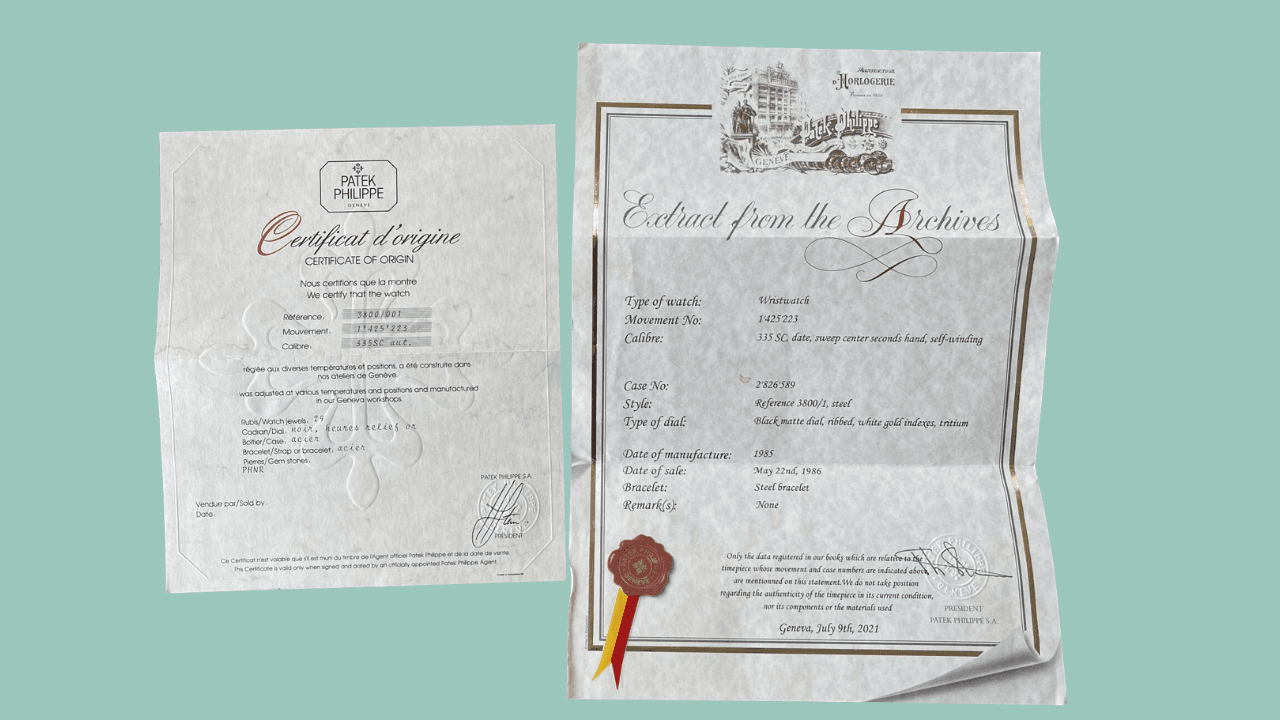 PATEK
PHILIPPE
GENEVE
Certificat d'origine
CERTIFICATE OF ORIGIN
Nous certifions que la montre
We certify that the watch
Référence. 3800/001
Mouvement. 1'425'223
Calibre. 335SC aut.
réglée aux diverses températures et positions, a été construite dans
nos ateliers de Genève.
was adjusted at various temperatures and positions and manufactured
in our Geneva workshops.
Rubis/Watch jewels. 29
Cadran/Dial. noir, heures relief or
Boîtier/Case. acier
Bracelet/Strap or bracelet. acier
Pierres/Gem stones.
PHNR
Vendue par/Sold by.
Date.
PATEK PHILIPPE S.A.
PRÉSIDENT
Ce Certificat n'est valable que s'il est muni du timbre de l'Agent officiel Patek Philippe et de la date de vente.
This Certificate is valid only when signed and dated by an officially appointed Patek Philippe Agent.
D'HORLOGERIE
Patek Philippe
GENÈVE
Extract from the Archives
Type of watch: Wristwatch
Movement No: 1'425'223
Calibre: 335 SC, date, sweep center seconds hand, self-winding
Case No: 2'826'589
Style: Reference 3800/1, steel
Type of dial: Black matte dial, ribbed, white gold indexes, tritium
Date of manufacture: 1985
Date of sale: May 22nd, 1986
Bracelet: Steel bracelet
Remark(s): None
Only the data registered in our books which are relative to the
timepiece whose movement and case numbers are indicated above,
are mentioned on this statement. We do not take position
regarding the authenticity of the timepiece in its current condition,
nor its components or the materials used
Geneva, July 9th, 2021
PRESIDENT
PATEK PHILIPPE S.A.